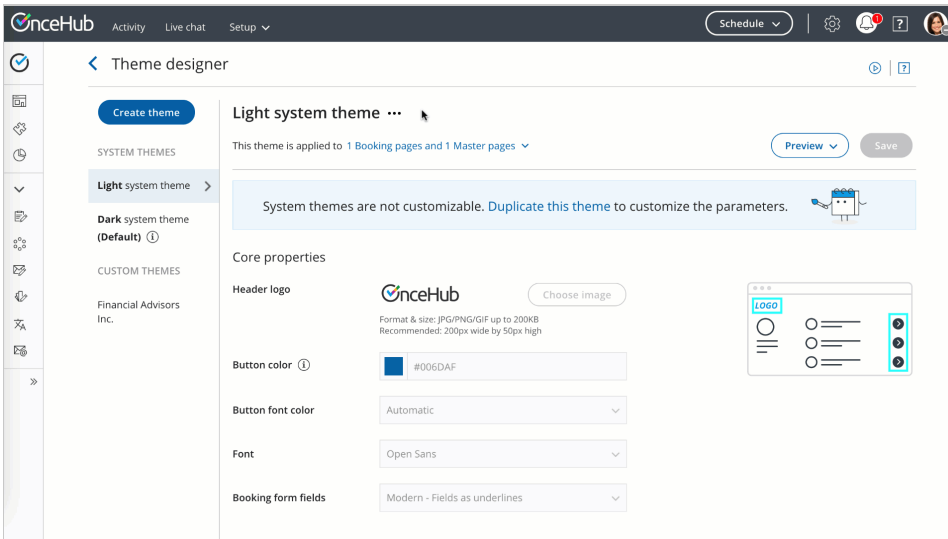 OnceHub Activity Live chat Setup Schedule 1 ?
Theme designer ?
Create theme
SYSTEM THEMES
Light system theme
Dark system theme
(Default) i
CUSTOM THEMES
Financial Advisors
Inc.
Light system theme ...
This theme is applied to 1 Booking pages and 1 Master pages Preview Save
System themes are not customizable. Duplicate this theme to customize the parameters.
Core properties
Header logo OnceHub Choose image
Format & size: JPG/PNG/GIF up to 200KB
Recommended: 200px wide by 50px high
LOGO
Button color i #006DAF
Button font color Automatic
Font Open Sans
Booking form fields Modern - Fields as underlines